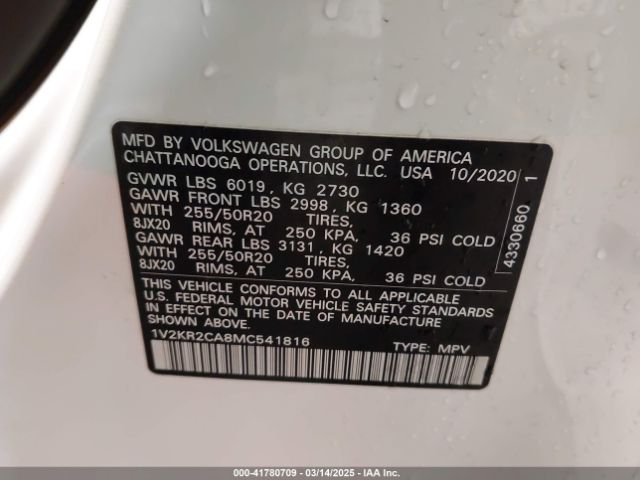 MFD BY VOLKSWAGEN GROUP OF AMERICA
CHATTANOOGA OPERATIONS, LLC. USA 10/2020
GVWR LBS 6019, KG 2730
GAWR FRONT LBS 2998, KG 1360
WITH 255/50R20 TIRES,
8JX20 RIMS, AT 250 KPA, 36 PSI COLD
GAWR REAR LBS 3131, KG 1420
WITH 255/50R20 TIRES,
8JX20 RIMS, AT 250 KPA, 36 PSI COLD
THIS VEHICLE CONFORMS TO ALL APPLICABLE
U.S. FEDERAL MOTOR VEHICLE SAFETY STANDARDS
IN EFFECT ON THE DATE OF MANUFACTURE
SHOWN ABOVE.
1V2KR2CA8MC541816 TYPE: MPV
4330660 1
000-41780709 - 03/14/2025 - IAA Inc.